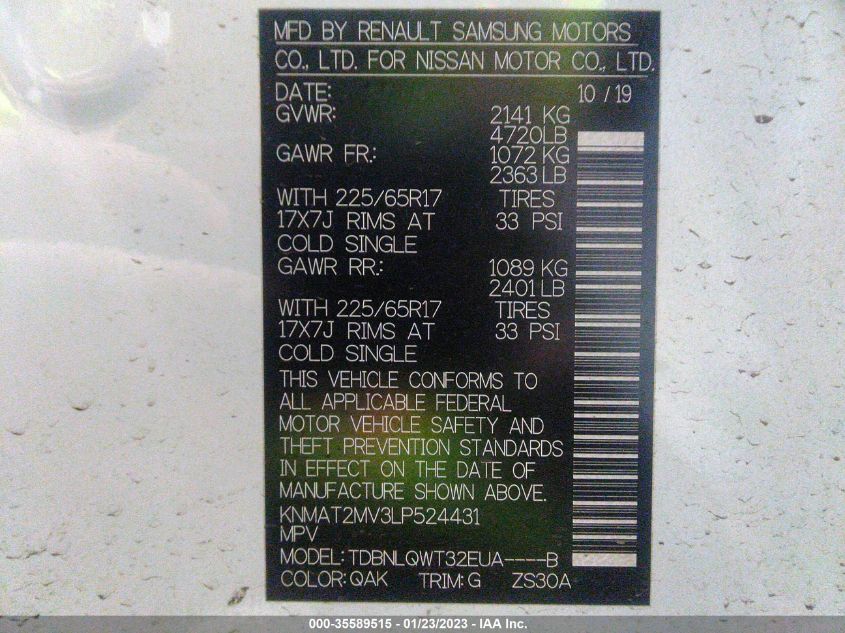 MFD BY RENAULT SAMSUNG MOTORS
CO., LTD. FOR NISSAN MOTOR CO., LTD.
DATE: 10 / 19
GVWR: 2141 KG
4720LB
GAWR FR.: 1072 KG
2363 LB
WITH 225/65R17 TIRES
17X7J RIMS AT 33 PSI
COLD SINGLE
GAWR RR.: 1089 KG
2401 LB
WITH 225/65R17 TIRES
17X7J RIMS AT 33 PSI
COLD SINGLE
THIS VEHICLE CONFORMS TO
ALL APPLICABLE FEDERAL
MOTOR VEHICLE SAFETY AND
THEFT PREVENTION STANDARDS
IN EFFECT ON THE DATE OF
MANUFACTURE SHOWN ABOVE.
KNMAT2MV3LP524431
MPV
MODEL: TDBNLQWT32EUA----B
COLOR: QAK TRIM: G ZS30A
000-35589515 - 01/23/2023 - IAA Inc.